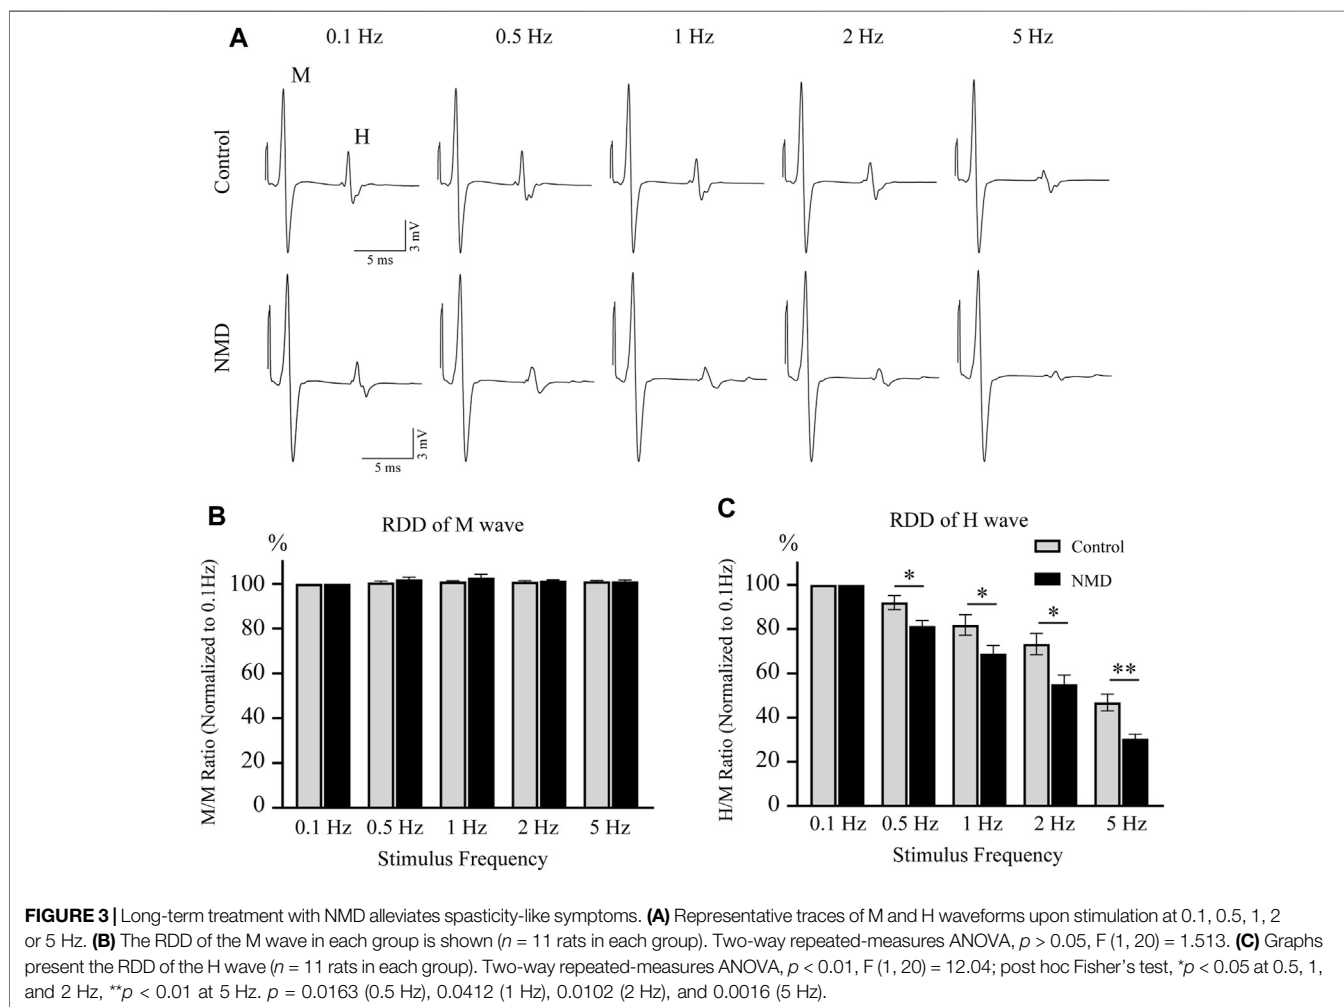 A
0.1 Hz 0.5 Hz 1 Hz 2 Hz 5 Hz
M
H
Control
3 mV
5 ms
NMD
3 mV
5 ms
B
RDD of M wave
%
M/M Ratio (Normalized to 0.1Hz)
100
80
60
40
20
0
0.1 Hz 0.5 Hz 1 Hz 2 Hz 5 Hz
Stimulus Frequency
C
RDD of H wave
%
Control
NMD
H/M Ratio (Normalized to 0.1Hz)
100
80
60
40
20
0
* * * **
0.1 Hz 0.5 Hz 1 Hz 2 Hz 5 Hz
Stimulus Frequency
FIGURE 3 | Long-term treatment with NMD alleviates spasticity-like symptoms. (A) Representative traces of M and H waveforms upon stimulation at 0.1, 0.5, 1, 2
or 5 Hz. (B) The RDD of the M wave in each group is shown (n = 11 rats in each group). Two-way repeated-measures ANOVA, p > 0.05, F (1, 20) = 1.513. (C) Graphs
present the RDD of the H wave (n = 11 rats in each group). Two-way repeated-measures ANOVA, p < 0.01, F (1, 20) = 12.04; post hoc Fisher's test, *p < 0.05 at 0.5, 1,
and 2 Hz, **p < 0.01 at 5 Hz. p = 0.0163 (0.5 Hz), 0.0412 (1 Hz), 0.0102 (2 Hz), and 0.0016 (5 Hz).